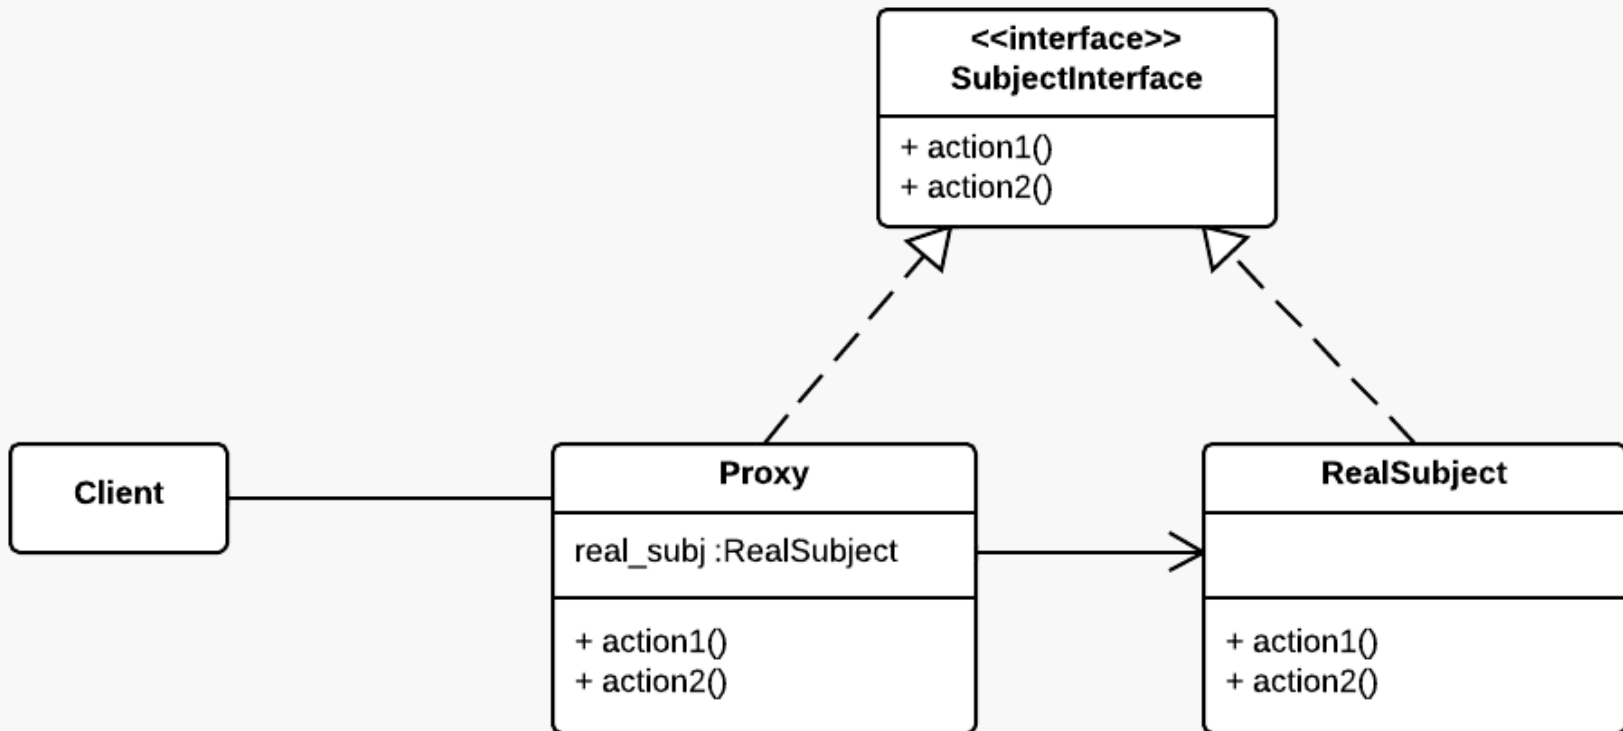 <<interface>>
SubjectInterface
+ action1()
+ action2()
Client
Proxy
real_subj :RealSubject
+ action1()
+ action2()
RealSubject
+ action1()
+ action2()